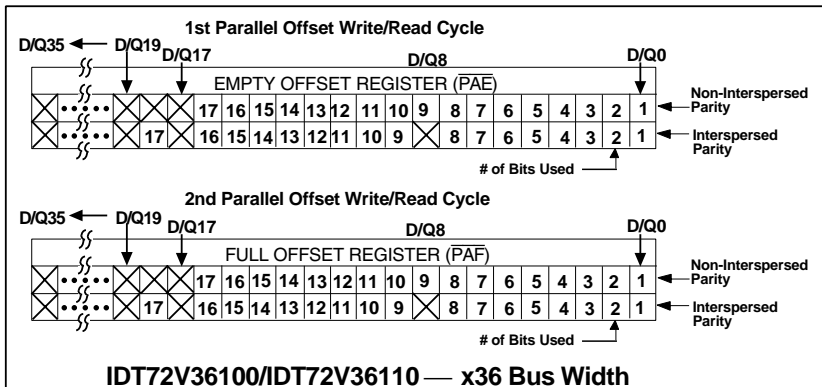 1st Parallel Offset Write/Read Cycle
D/Q35 D/Q19 D/Q17 D/Q8 D/Q0
EMPTY OFFSET REGISTER (PAE)
17 16 15 14 13 12 11 10 9 8 7 6 5 4 3 2 1 Non-Interspersed Parity
17 16 15 14 13 12 11 10 9 8 7 6 5 4 3 2 1 Interspersed Parity
# of Bits Used
2nd Parallel Offset Write/Read Cycle
D/Q35 D/Q19 D/Q17 D/Q8 D/Q0
FULL OFFSET REGISTER (PAF)
17 16 15 14 13 12 11 10 9 8 7 6 5 4 3 2 1 Non-Interspersed Parity
17 16 15 14 13 12 11 10 9 8 7 6 5 4 3 2 1 Interspersed Parity
# of Bits Used
IDT72V36100/IDT72V36110 — x36 Bus Width